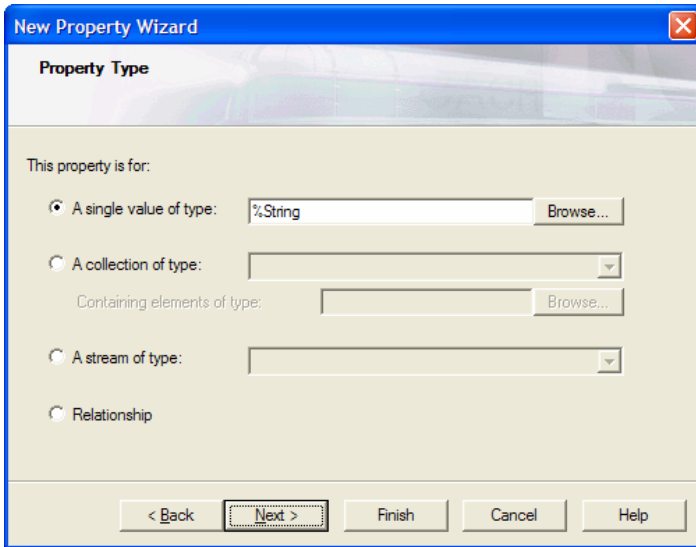 New Property Wizard
Property Type
This property is for:
A single value of type: %String Browse...
A collection of type:
Containing elements of type: Browse...
A stream of type:
Relationship
< Back Next > Finish Cancel Help